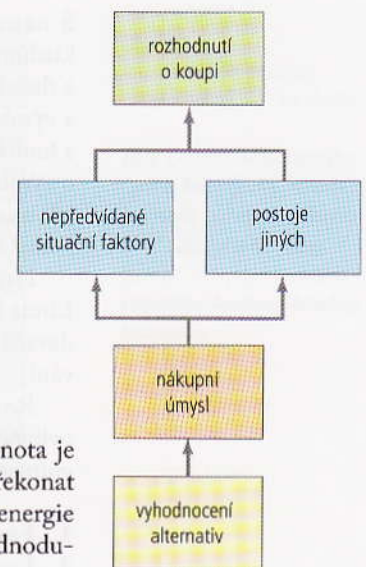 rozhodnutí
o koupi
nepředvídané
situační faktory
postoje
jiných
nákupní
úmysl
vyhodnocení
alternativ
nota je
řekonat
energie
dnodu-